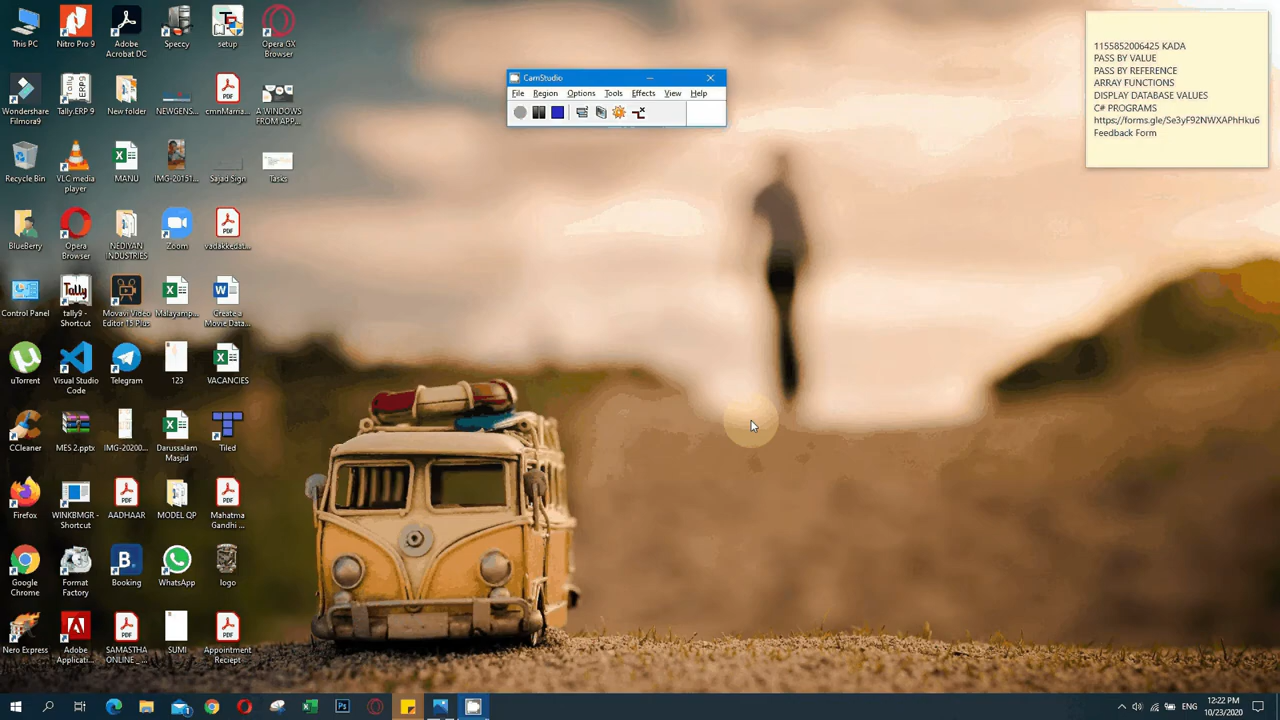 This PC
Nitro Pro 9
Adobe
Acrobat DC
Speccy
setup
Opera GX
Browser
Wondershare
Filmora9
Tally.ERP 9
New folder
NEWGENS...
cmnMama...
A WINDOWS
FROM APP...
Recycle Bin
VLC media
player
MANU
IMG-20151...
Sajad Sign
Tasks
BlueBerry
Opera
Browser
NEDIYAN
INDUSTRIES
Zoom
vadakkedat...
Control Panel
tally9 -
Shortcut
Movavi Video
Editor 15 Plus
Malayamp...
Create a
Movie Data...
uTorrent
Visual Studio
Code
Telegram
123
VACANCIES
CCleaner
MES 2.pptx
IMG-20200...
Darussalam
Masjid
Tiled
Firefox
WINKBMGR -
Shortcut
AADHAAR
MODEL QP
Mahatma
Gandhi ...
Google
Chrome
Format
Factory
Booking
WhatsApp
logo
Nero Express
Adobe
Applicati...
SAMASTHA
ONLINE _...
SUMI
Appointment
Reciept
CamStudio
File Region Options Tools Effects View Help
1155852006425 KADA
PASS BY VALUE
PASS BY REFERENCE
ARRAY FUNCTIONS
DISPLAY DATABASE VALUES
C# PROGRAMS
https://forms.gle/Se3yF92NWXAPhHku6
Feedback Form
ENG
12:22 PM
10/23/2020